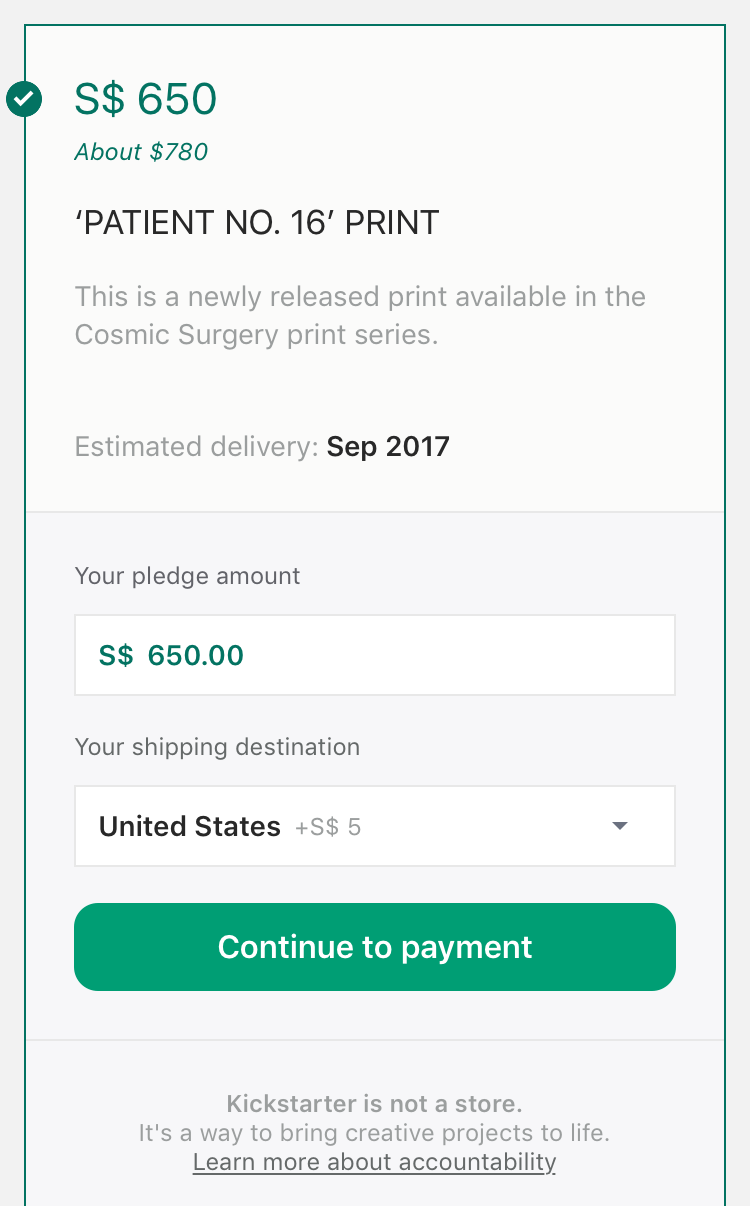 S$ 650
About $780
‘PATIENT NO. 16’ PRINT
This is a newly released print available in the
Cosmic Surgery print series.
Estimated delivery: Sep 2017
Your pledge amount
S$ 650.00
Your shipping destination
United States +S$ 5
Continue to payment
Kickstarter is not a store.
It's a way to bring creative projects to life.
Learn more about accountability